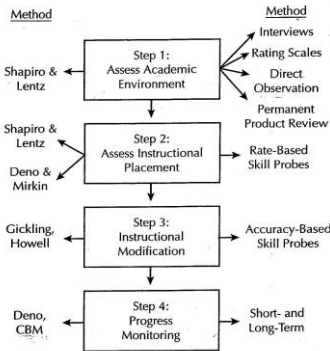 Method
Method
Interviews
Rating Scales
Direct
Observation
Permanent
Product Review
Step 1:
Assess Academic
Environment
Shapiro &
Lentz
Shapiro &
Lentz
Deno &
Mirkin
Step 2:
Assess Instructional
Placement
Rate-Based
Skill Probes
Gickling,
Howell
Step 3:
Instructional
Modification
Accuracy-Based
Skill Probes
Deno,
CBM
Step 4:
Progress
Monitoring
Short- and
Long-Term